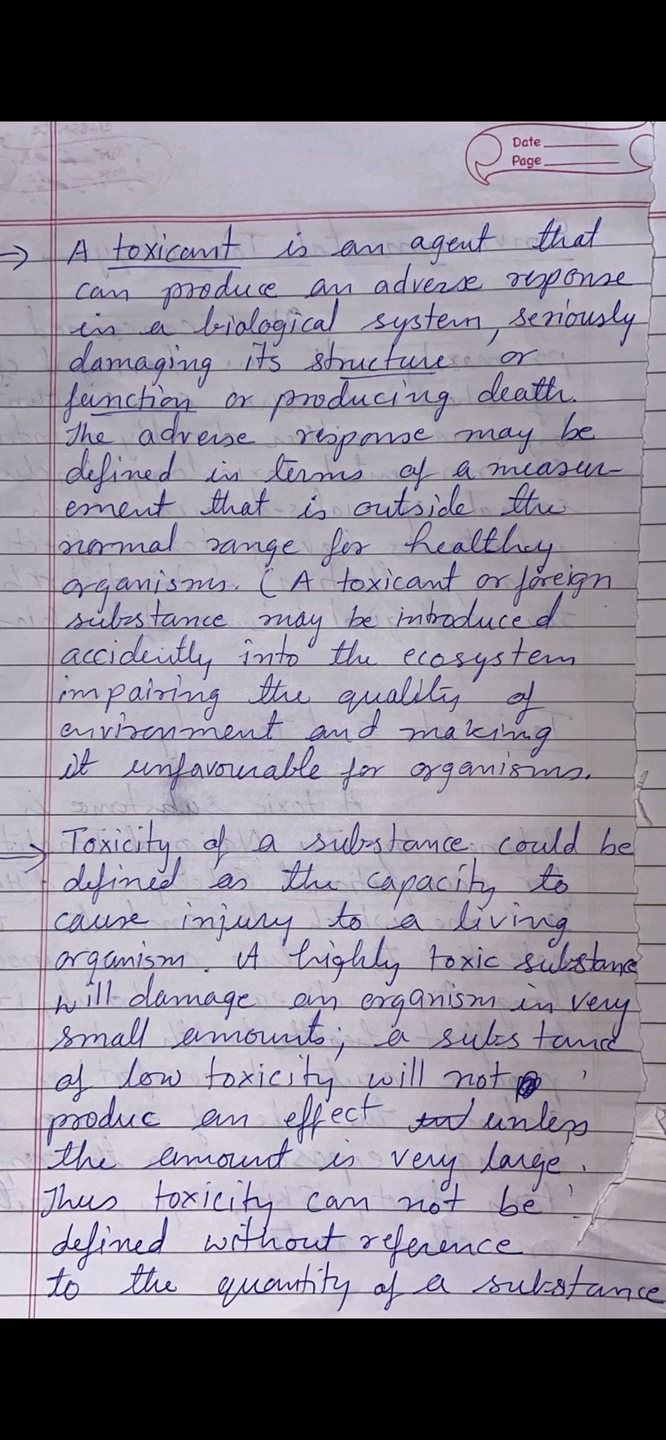 Date
Page
→ A toxicant is an agent that
can produce an adverse response
in a biological system, seriously
damaging its structure or
function or producing death.
The adverse response may be
defined in terms of a measur-
ement that is outside the
normal range for healthy
organisms. (A toxicant or foreign
substance may be introduced
accidently into the ecosystem
impairing the quality of
environment and making
it unfavourable for organisms.
→ Toxicity of a substance could be
defined as the capacity to
cause injury to a living
organism. A highly toxic substane
will damage an organism in very
small amounts; a substance
of low toxicity will not
produc an effect unless
the amount is very large.
Thus toxicity can not be
defined without reference
to the quantity of a substance